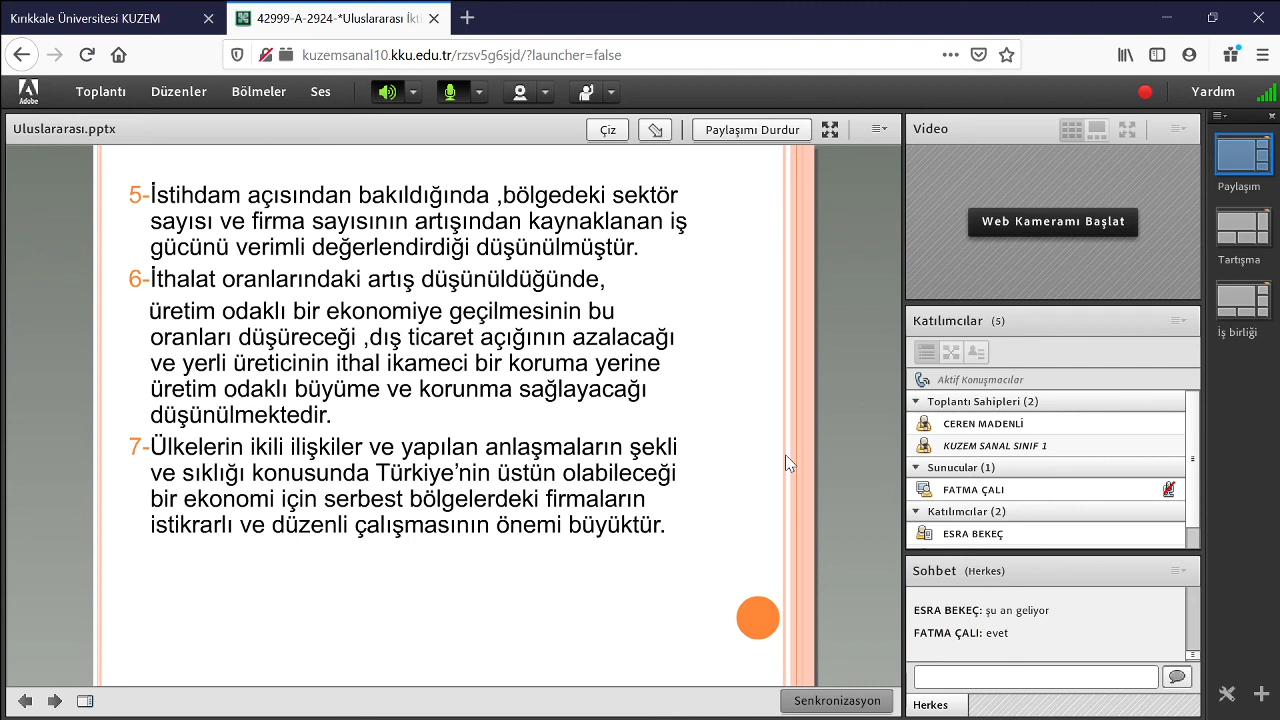 Kırıkkale Üniversitesi KUZEM
42999-A-2924-*Uluslararası İkti
kuzemsanal10.kku.edu.tr/rzsv5g6sjd/?launcher=false
Adobe
Toplantı
Düzenler
Bölmeler
Ses
Yardım
Uluslararası.pptx
Çiz
Paylaşımı Durdur
5-İstihdam açısından bakıldığında ,bölgedeki sektör
sayısı ve firma sayısının artışından kaynaklanan iş
gücünü verimli değerlendirdiği düşünülmüştür.
6-İthalat oranlarındaki artış düşünüldüğünde,
üretim odaklı bir ekonomiye geçilmesinin bu
oranları düşüreceği ,dış ticaret açığının azalacağı
ve yerli üreticinin ithal ikameci bir koruma yerine
üretim odaklı büyüme ve korunma sağlayacağı
düşünülmektedir.
7-Ülkelerin ikili ilişkiler ve yapılan anlaşmaların şekli
ve sıklığı konusunda Türkiye’nin üstün olabileceği
bir ekonomi için serbest bölgelerdeki firmaların
istikrarlı ve düzenli çalışmasının önemi büyüktür.
Senkronizasyon
Video
Web Kameramı Başlat
Katılımcılar (5)
Aktif Konuşmacılar
Toplantı Sahipleri (2)
CEREN MADENLİ
KUZEM SANAL SINIF 1
Sunucular (1)
FATMA ÇALI
Katılımcılar (2)
ESRA BEKEÇ
Sohbet (Herkes)
ESRA BEKEÇ: şu an geliyor
FATMA ÇALI: evet
Herkes
Paylaşım
Tartışma
İş birliği